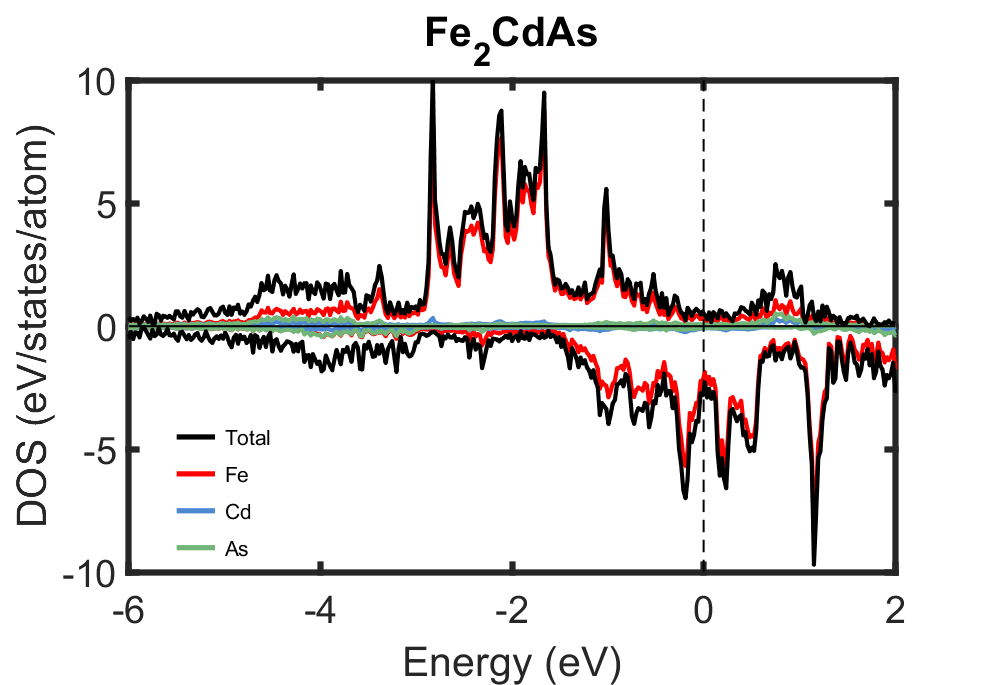 Fe₂CdAs
10
5
0
-5
-10
DOS (eV/states/atom)
Total
Fe
Cd
As
-6 -4 -2 0 2
Energy (eV)